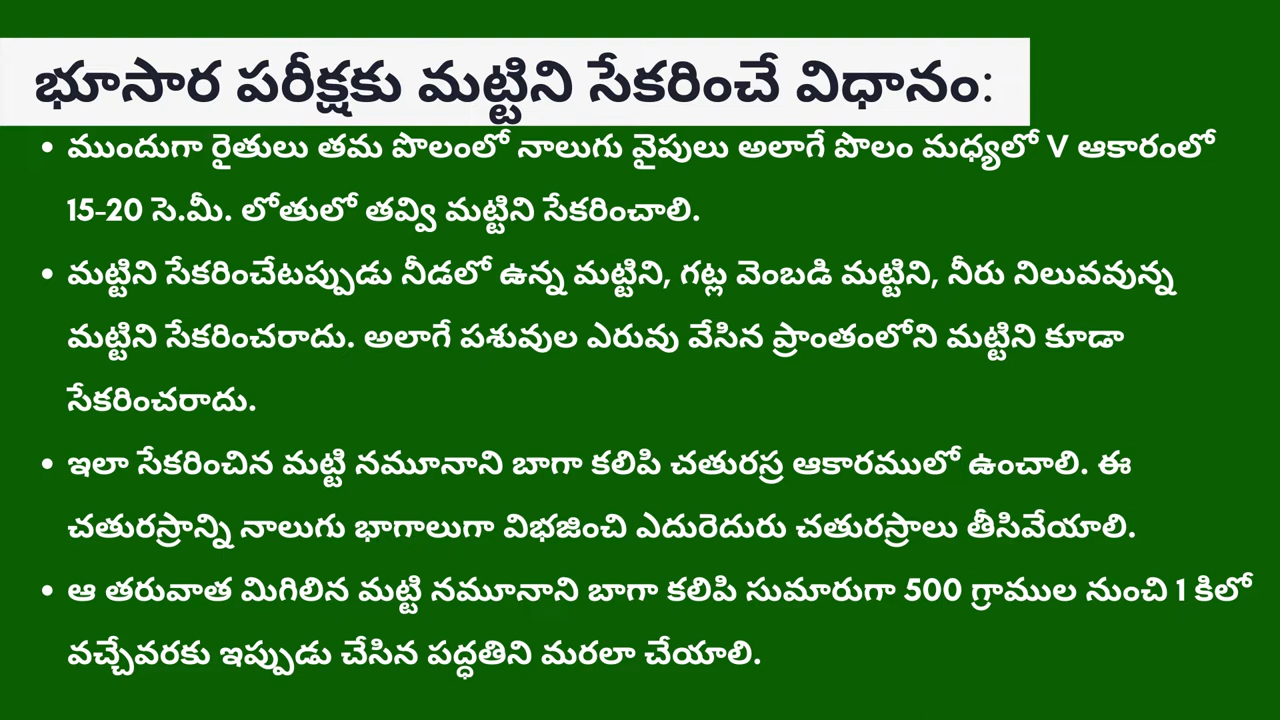 భూసార పరీక్షకు మట్టిని సేకరించే విధానం:
• ముందుగా రైతులు తమ పొలంలో నాలుగు వైపులు అలాగే పొలం మధ్యలో V ఆకారంలో
15-20 సె.మీ. లోతులో తవ్వి మట్టిని సేకరించాలి.
• మట్టిని సేకరించేటప్పుడు నీడలో ఉన్న మట్టిని, గట్ల వెంబడి మట్టిని, నీరు నిలువవున్న
మట్టిని సేకరించరాదు. అలాగే పశువుల ఎరువు వేసిన ప్రాంతంలోని మట్టిని కూడా
సేకరించరాదు.
• ఇలా సేకరించిన మట్టి నమూనాని బాగా కలిపి చతురస్ర ఆకారములో ఉంచాలి. ఈ
చతురస్రాన్ని నాలుగు భాగాలుగా విభజించి ఎదురెదురు చతురస్రాలు తీసివేయాలి.
• ఆ తరువాత మిగిలిన మట్టి నమూనాని బాగా కలిపి సుమారుగా 500 గ్రాముల నుంచి 1 కిలో
వచ్చేవరకు ఇప్పుడు చేసిన పద్ధతిని మరలా చేయాలి.